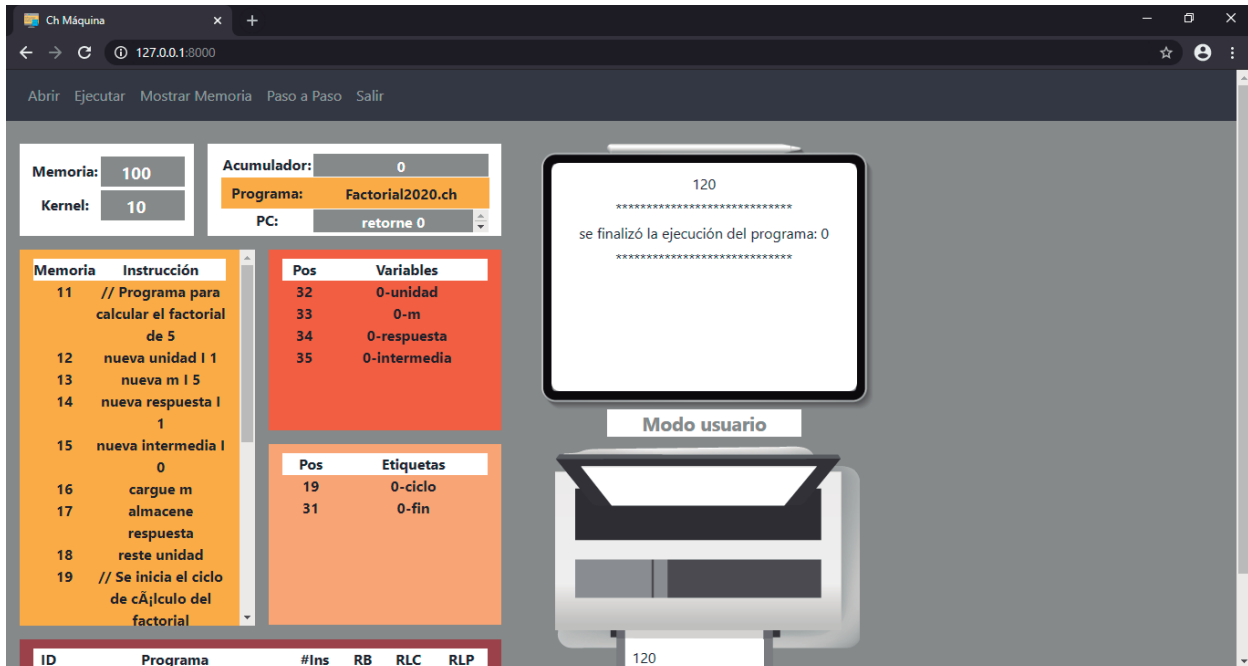 Ch Máquina
127.0.0.1:8000
Abrir Ejecutar Mostrar Memoria Paso a Paso Salir
Memoria: 100
Kernel: 10
Acumulador: 0
Programa: Factorial2020.ch
PC: retorne 0
Memoria Instrucción
11 // Programa para
calcular el factorial
de 5
12 nueva unidad I 1
13 nueva m I 5
14 nueva respuesta I
1
15 nueva intermedia I
0
16 cargue m
17 almacene
respuesta
18 reste unidad
19 // Se inicia el ciclo
de cÃ¡lculo del
factorial
Pos Variables
32 0-unidad
33 0-m
34 0-respuesta
35 0-intermedia
Pos Etiquetas
19 0-ciclo
31 0-fin
ID Programa #Ins RB RLC RLP
120
*****************************
se finalizó la ejecución del programa: 0
*****************************
Modo usuario
120